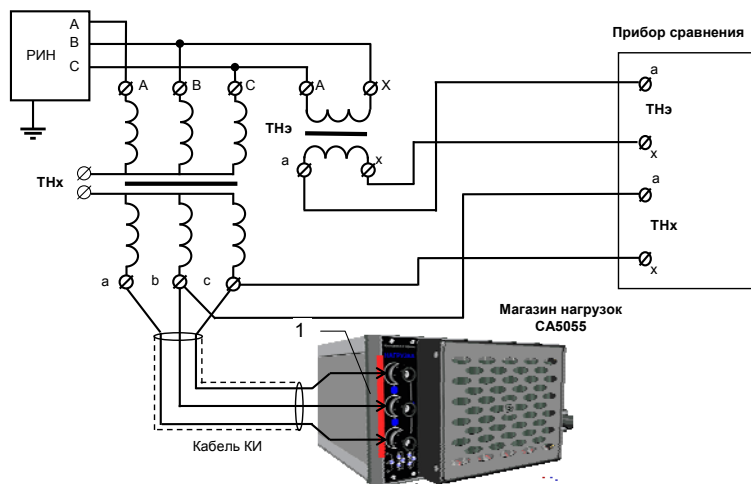 Прибор сравнения
A
B
C
РИН
A
B
C
A
X
a
ТНэ
x
ТНэ
a
x
a
ТНх
x
ТНх
a
b
c
Магазин нагрузок
СА5055
1
Кабель КИ